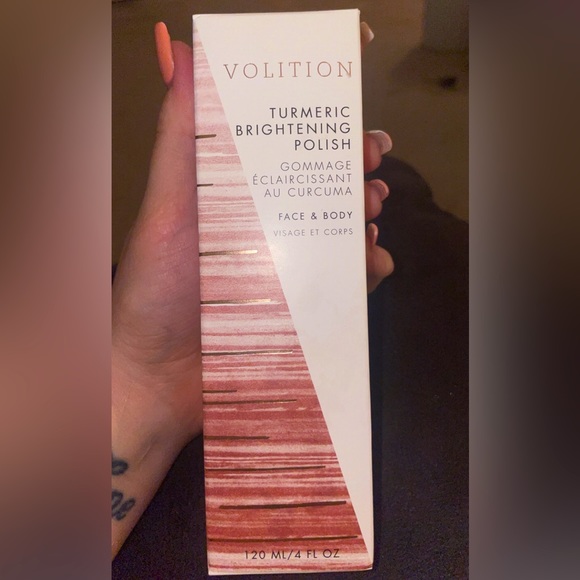 VOLITION
TURMERIC
BRIGHTENING
POLISH
GOMMAGE
ÉCLAIRCISSANT
AU CURCUMA
FACE & BODY
VISAGE ET CORPS
120 ML/4 FL OZ